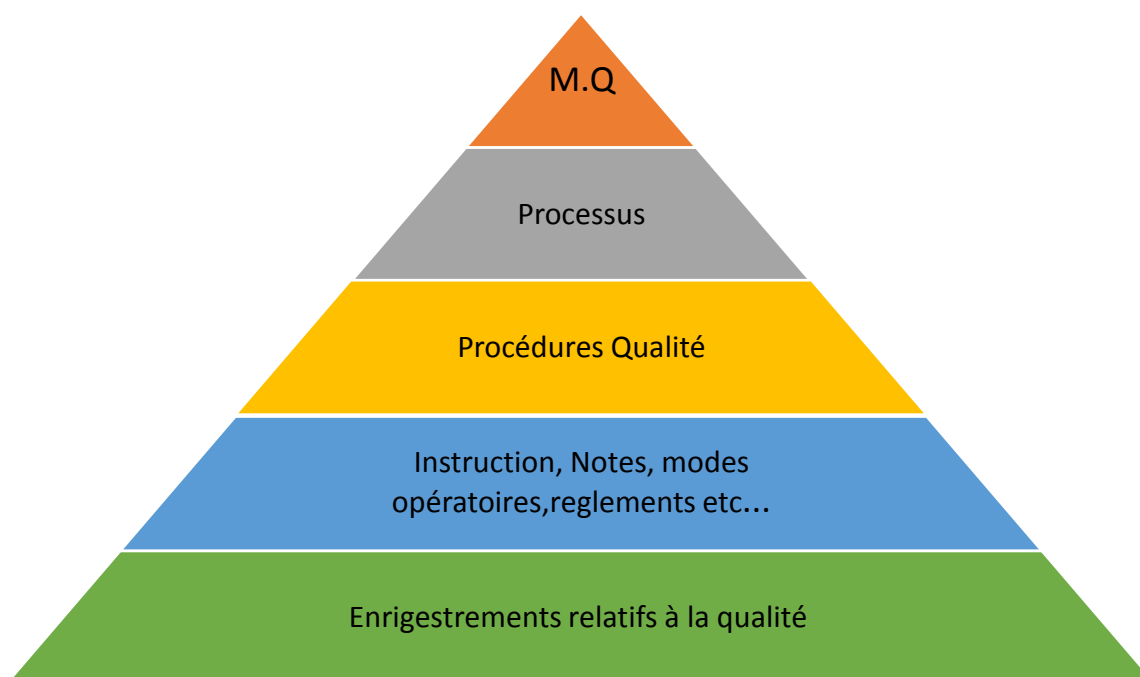 M.Q
Processus
Procédures Qualité
Instruction, Notes, modes
opératoires,reglements etc...
Enrigestrements relatifs à la qualité